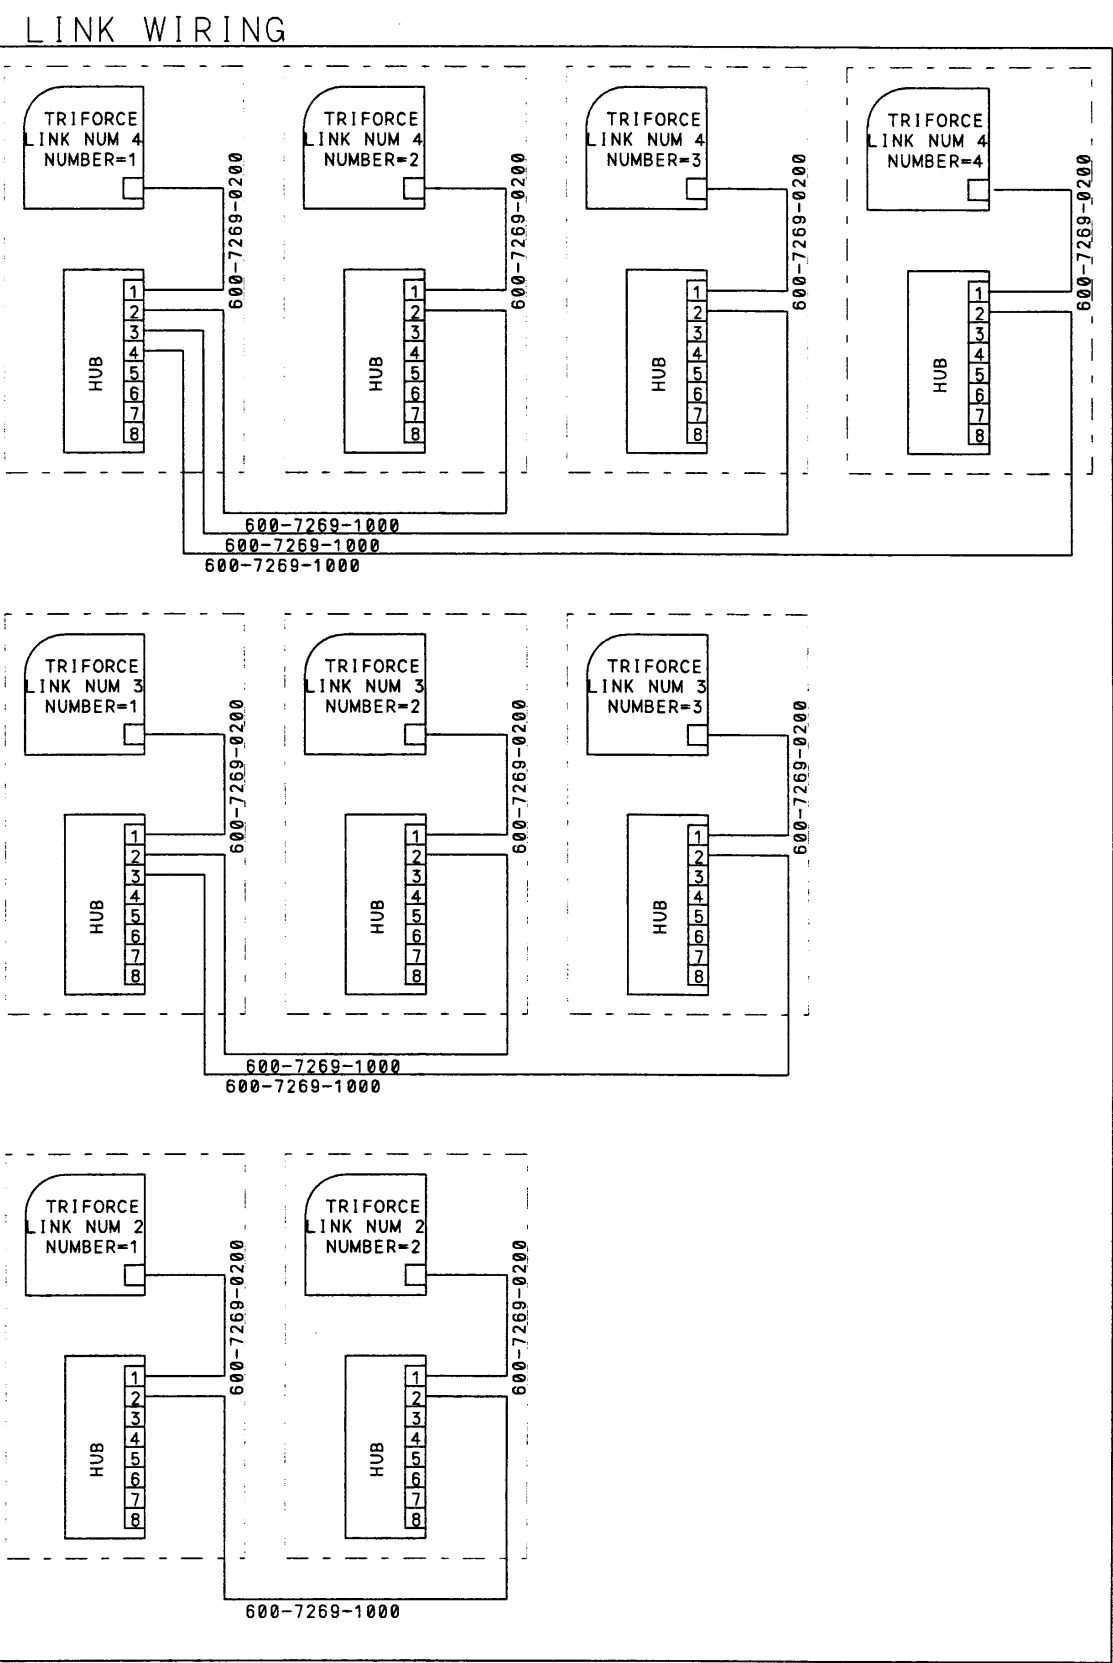 LINK WIRING
TRIFORCE
LINK NUM 4
NUMBER=1
600-7269-0200
HUB
1
2
3
4
5
6
7
8
TRIFORCE
LINK NUM 4
NUMBER=2
600-7269-0200
HUB
1
2
3
4
5
6
7
8
TRIFORCE
LINK NUM 4
NUMBER=3
600-7269-0200
HUB
1
2
3
4
5
6
7
8
TRIFORCE
LINK NUM 4
NUMBER=4
600-7269-0200
HUB
1
2
3
4
5
6
7
8
600-7269-1000
600-7269-1000
600-7269-1000
TRIFORCE
LINK NUM 3
NUMBER=1
600-7269-0200
HUB
1
2
3
4
5
6
7
8
TRIFORCE
LINK NUM 3
NUMBER=2
600-7269-0200
HUB
1
2
3
4
5
6
7
8
TRIFORCE
LINK NUM 3
NUMBER=3
600-7269-0200
HUB
1
2
3
4
5
6
7
8
600-7269-1000
600-7269-1000
TRIFORCE
LINK NUM 2
NUMBER=1
600-7269-0200
HUB
1
2
3
4
5
6
7
8
TRIFORCE
LINK NUM 2
NUMBER=2
600-7269-0200
HUB
1
2
3
4
5
6
7
8
600-7269-1000